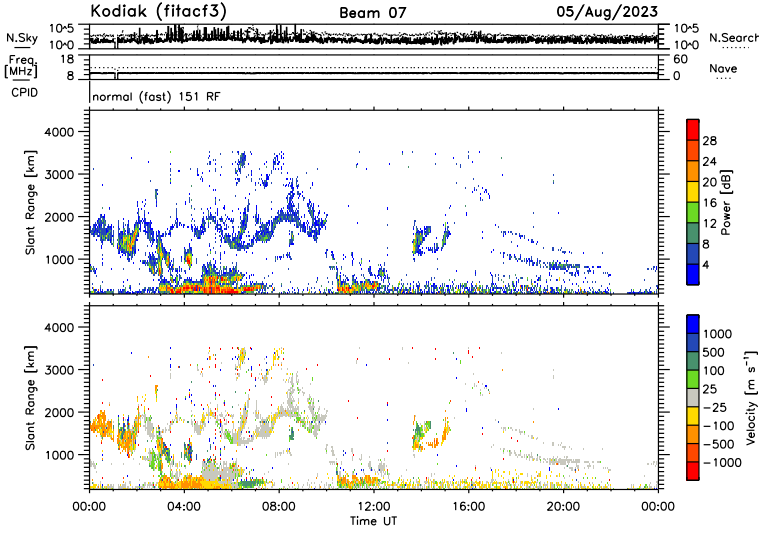 Kodiak (fitacf3) Beam 07 05/Aug/2023
N.Sky 10^5 10^0 10^5 10^0 N.Search
Freq. [MHz] 18 8 60 0 Nave
CPID normal (fast) 151 RF
Slant Range [km] 4000 3000 2000 1000
Power [dB] 28 24 20 16 12 8 4
Slant Range [km] 4000 3000 2000 1000
Velocity [m s⁻¹] 1000 500 100 25 −25 −100 −500 −1000
00:00 04:00 08:00 12:00 16:00 20:00 00:00
Time UT